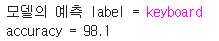 모델의 예측 label = keyboard
accuracy = 98.1